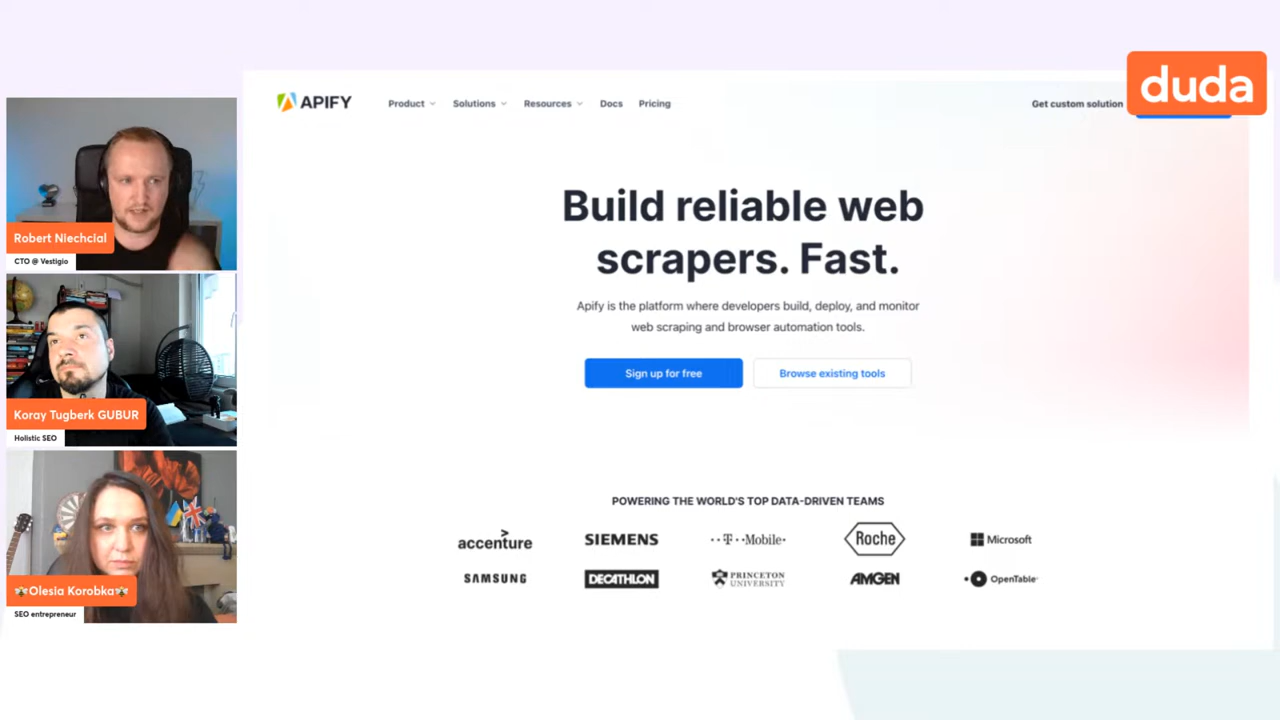 duda
APIFY
Product
Solutions
Resources
Docs
Pricing
Get custom solution
Robert Niechcial
CTO @ Vestigio
Koray Tugberk GUBUR
Holistic SEO
Olesia Korobka
SEO entrepreneur
Build reliable web
scrapers. Fast.
Apify is the platform where developers build, deploy, and monitor
web scraping and browser automation tools.
Sign up for free
Browse existing tools
POWERING THE WORLD'S TOP DATA-DRIVEN TEAMS
accenture
SIEMENS
T Mobile
Roche
Microsoft
SAMSUNG
DECATHLON
PRINCETON
UNIVERSITY
AMGEN
OpenTable